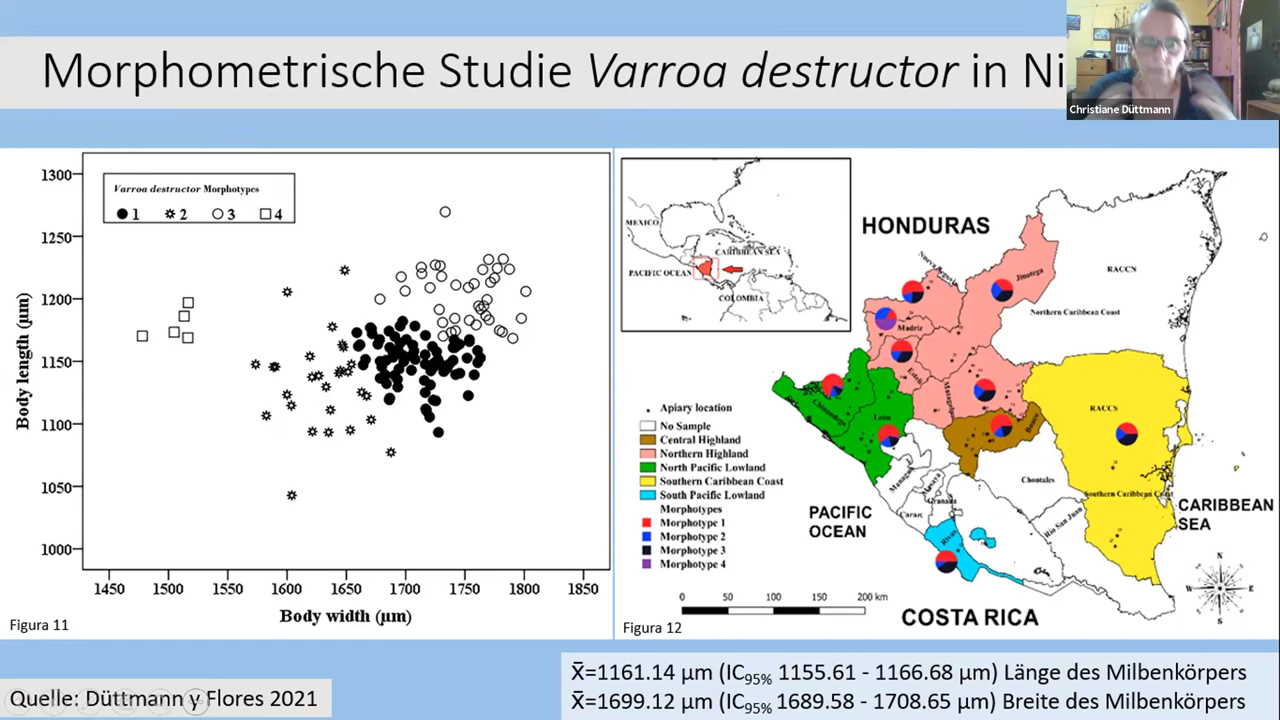 Morphometrische Studie Varroa destructor in Ni
Christiane Düttmann
Varroa destructor Morphotypes
1 2 3 4
1300
1250
1200
1150
1100
1050
1000
Body length (µm)
1450 1500 1550 1600 1650 1700 1750 1800 1850
Body width (µm)
Figura 11
MEXICO
CARIBBEAN SEA
PACIFIC OCEAN
COLOMBIA
HONDURAS
Nueva Segovia
Jinotega
RACCN
Northern Caribbean Coast
Madriz
Estelí
Matagalpa
Chinandega
León
Boaco
RACCS
Managua
Masaya
Granada
Carazo
Chontales
Southern Caribbean Coast
Rio San Juan
Rivas
PACIFIC
OCEAN
CARIBBEAN
SEA
COSTA RICA
Apiary location
No Sample
Central Highland
Northern Highland
North Pacific Lowland
Southern Caribbean Coast
South Pacific Lowland
Morphotypes
Morphotype 1
Morphotype 2
Morphotype 3
Morphotype 4
0 50 100 150 200 km
N
W E
S
Figura 12
Quelle: Düttmann y Flores 2021
x̄=1161.14 µm (IC95% 1155.61 - 1166.68 µm) Länge des Milbenkörpers
x̄=1699.12 µm (IC95% 1689.58 - 1708.65 µm) Breite des Milbenkörpers